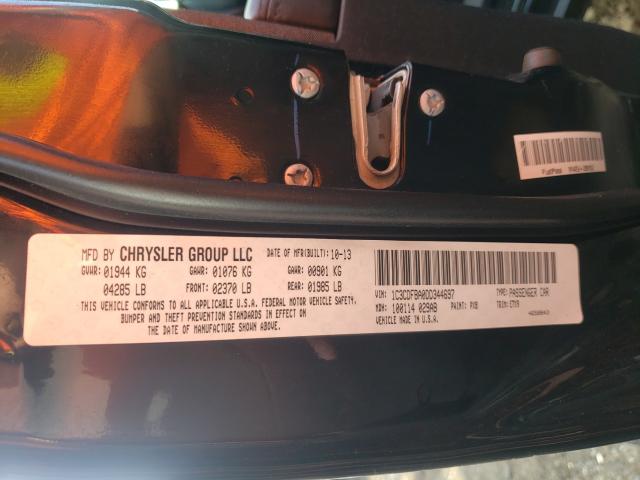 MFD BY CHRYSLER GROUP LLC DATE OF MFR(BUILT): 10-13
GVWR: 01944 KG GAWR: 01076 KG GAWR: 00901 KG
04285 LB FRONT: 02370 LB REAR: 01985 LB
THIS VEHICLE CONFORMS TO ALL APPLICABLE U.S.A. FEDERAL MOTOR VEHICLE SAFETY,
BUMPER AND THEFT PREVENTION STANDARDS IN EFFECT ON
THE DATE OF MANUFACTURE SHOWN ABOVE.
VIN: 1C3CDFBA0DD344697 TYPE: PASSENGER CAR
MDH: 100114 029AB PAINT: PXB TRIM:
VEHICLE MADE IN U.S.A.